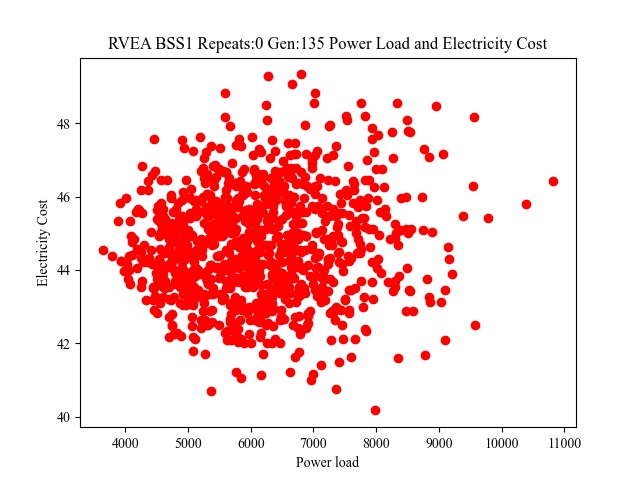 RVEA BSS1 Repeats:0 Gen:135 Power Load and Electricity Cost
Electricity Cost
48
46
44
42
40
4000 5000 6000 7000 8000 9000 10000 11000
Power load